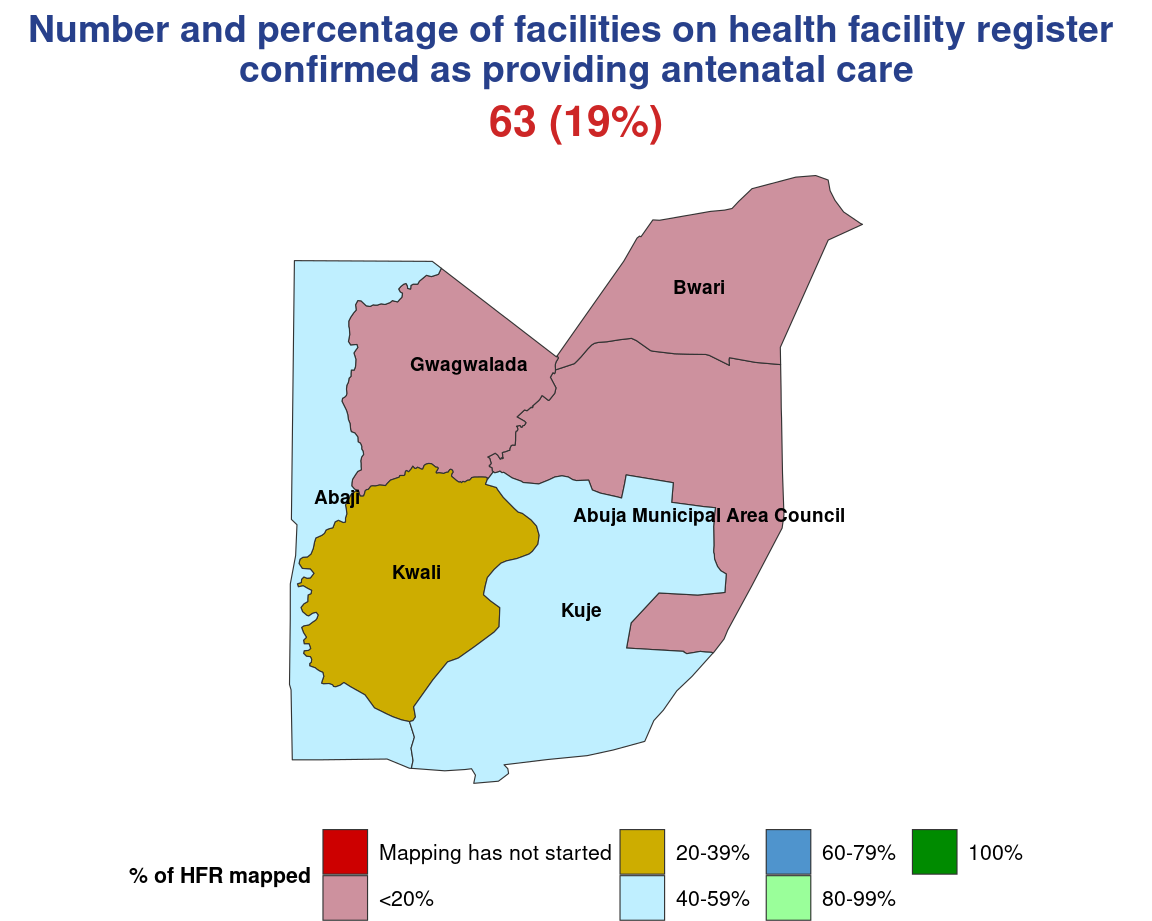 Number and percentage of facilities on health facility register
confirmed as providing antenatal care
63 (19%)
Bwari
Gwagwalada
Abaji
Abuja Municipal Area Council
Kwali
Kuje
% of HFR mapped
Mapping has not started
<20%
20-39%
40-59%
60-79%
80-99%
100%